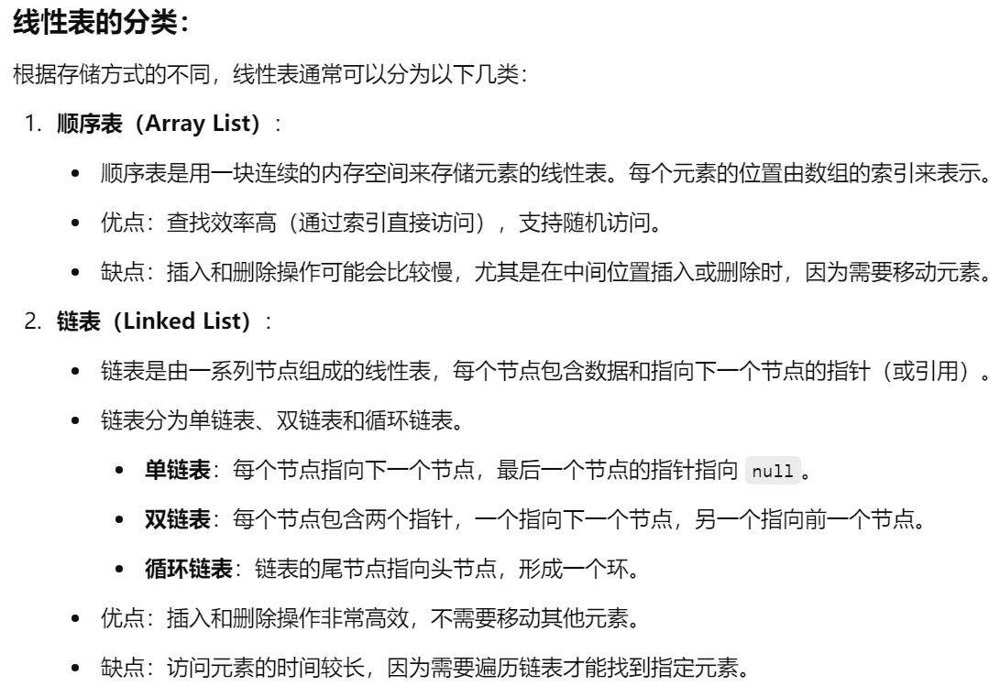 线性表的分类：
根据存储方式的不同，线性表通常可以分为以下几类：
1. 顺序表（Array List）：
• 顺序表是用一块连续的内存空间来存储元素的线性表。每个元素的位置由数组的索引来表示。
• 优点：查找效率高（通过索引直接访问），支持随机访问。
• 缺点：插入和删除操作可能会比较慢，尤其是在中间位置插入或删除时，因为需要移动元素。
2. 链表（Linked List）：
• 链表是由一系列节点组成的线性表，每个节点包含数据和指向下一个节点的指针（或引用）。
• 链表分为单链表、双链表和循环链表。
• 单链表：每个节点指向下一个节点，最后一个节点的指针指向 null。
• 双链表：每个节点包含两个指针，一个指向下一个节点，另一个指向前一个节点。
• 循环链表：链表的尾节点指向头节点，形成一个环。
• 优点：插入和删除操作非常高效，不需要移动其他元素。
• 缺点：访问元素的时间较长，因为需要遍历链表才能找到指定元素。